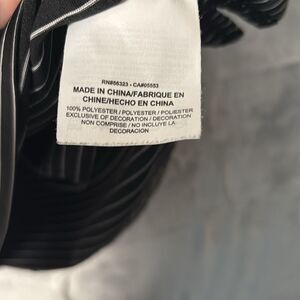 RN#56323 - CA#05553
MADE IN CHINA/FABRIQUE EN
CHINE/HECHO EN CHINA
100% POLYESTER / POLYESTER / POLIESTER
EXCLUSIVE OF DECORATION / DECORATION
NON COMPRISE / NO INCLUYE LA
DECORACION